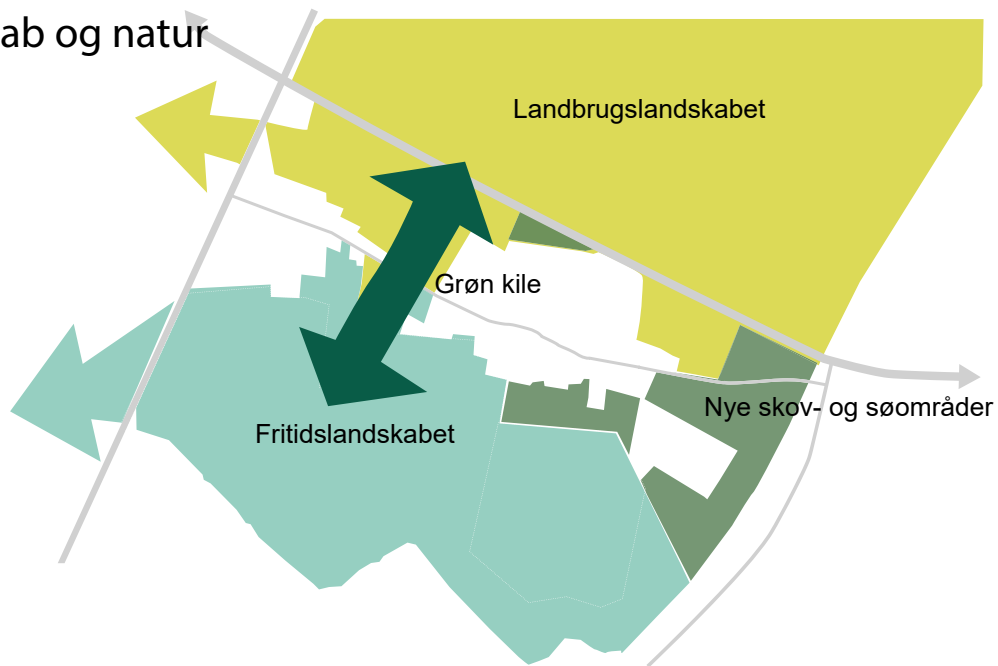 ab og natur
Landbrugslandskabet
Grøn kile
Nye skov- og søområder
Fritidslandskabet